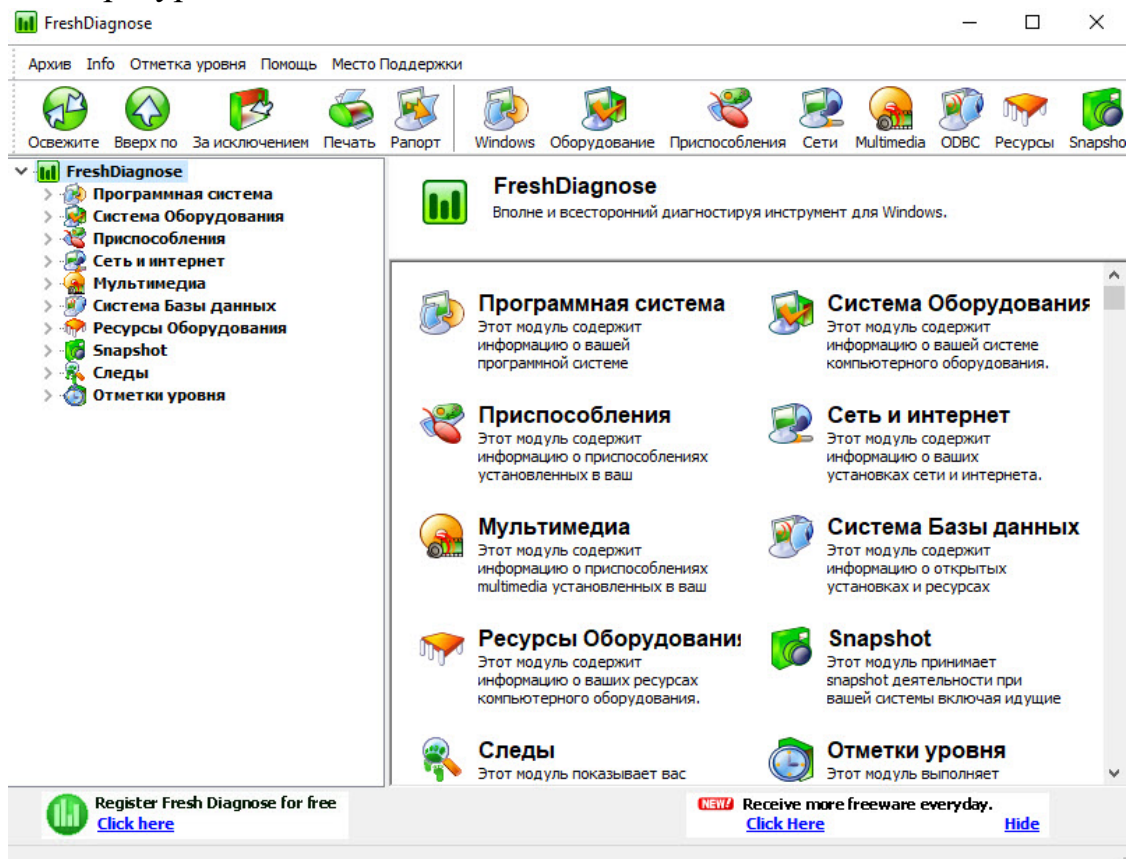 FreshDiagnose
Архив Info Отметка уровня Помощь Место Поддержки
Освежите Вверх по За исключением Печать Рапорт Windows Оборудование Приспособления Сети Multimedia ODBC Ресурсы Snapsho
FreshDiagnose
Программная система
Система Оборудования
Приспособления
Сеть и интернет
Мультимедиа
Система Базы данных
Ресурсы Оборудования
Snapshot
Следы
Отметки уровня
FreshDiagnose
Вполне и всесторонний диагностируя инструмент для Windows.
Программная система
Этот модуль содержит
информацию о вашей
программной системе
Система Оборудования
Этот модуль содержит
информацию о вашей системе
компьютерного оборудования.
Приспособления
Этот модуль содержит
информацию о приспособлениях
установленных в ваш
Сеть и интернет
Этот модуль содержит
информацию о ваших
установках сети и интернета.
Мультимедиа
Этот модуль содержит
информацию о приспособлениях
multimedia установленных в ваш
Система Базы данных
Этот модуль содержит
информацию о открытых
установках и ресурсах
Ресурсы Оборудовани
Этот модуль содержит
информацию о ваших ресурсах
компьютерного оборудования.
Snapshot
Этот модуль принимает
snapshot деятельности при
вашей системы включая идущие
Следы
Этот модуль показывает вас
Отметки уровня
Этот модуль выполняет
Register Fresh Diagnose for free
Click here
NEW! Receive more freeware everyday.
Click Here Hide